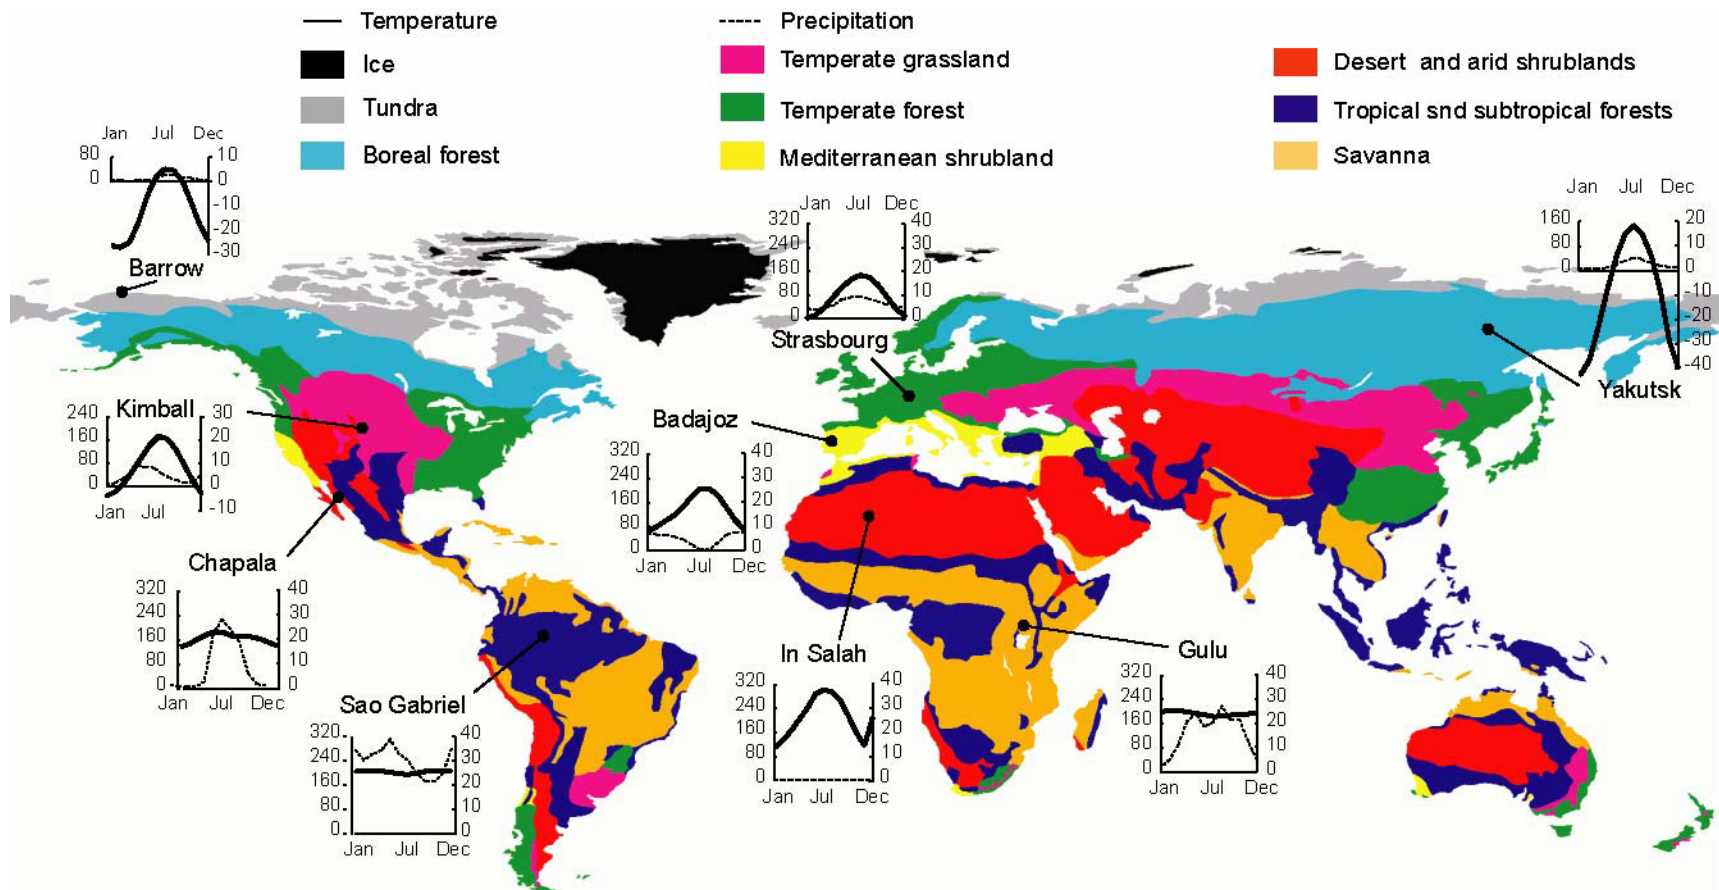 Temperature
Precipitation
Ice
Temperate grassland
Desert and arid shrublands
Tundra
Temperate forest
Tropical snd subtropical forests
Boreal forest
Mediterranean shrubland
Savanna
Jan Jul Dec
80 10
0 0
-10
-20
-30
Barrow
Jan Jul Dec
320 40
240 30
160 20
80 10
0 0
Strasbourg
Jan Jul Dec
160 20
80 10
0 0
-10
-20
-30
-40
Yakutsk
Kimball
240 30
160 20
80 10
0 0
-10
Jan Jul
Badajoz
320 40
240 30
160 20
80 10
0 0
Jan Jul Dec
Chapala
320 40
240 30
160 20
80 10
0 0
Jan Jul Dec
Sao Gabriel
320 40
240 30
160 20
80 10
0 0
Jan Jul Dec
In Salah
320 40
240 30
160 20
80 10
0 0
Jan Jul Dec
Gulu
320 40
240 30
160 20
80 10
0 0
Jan Jul Dec